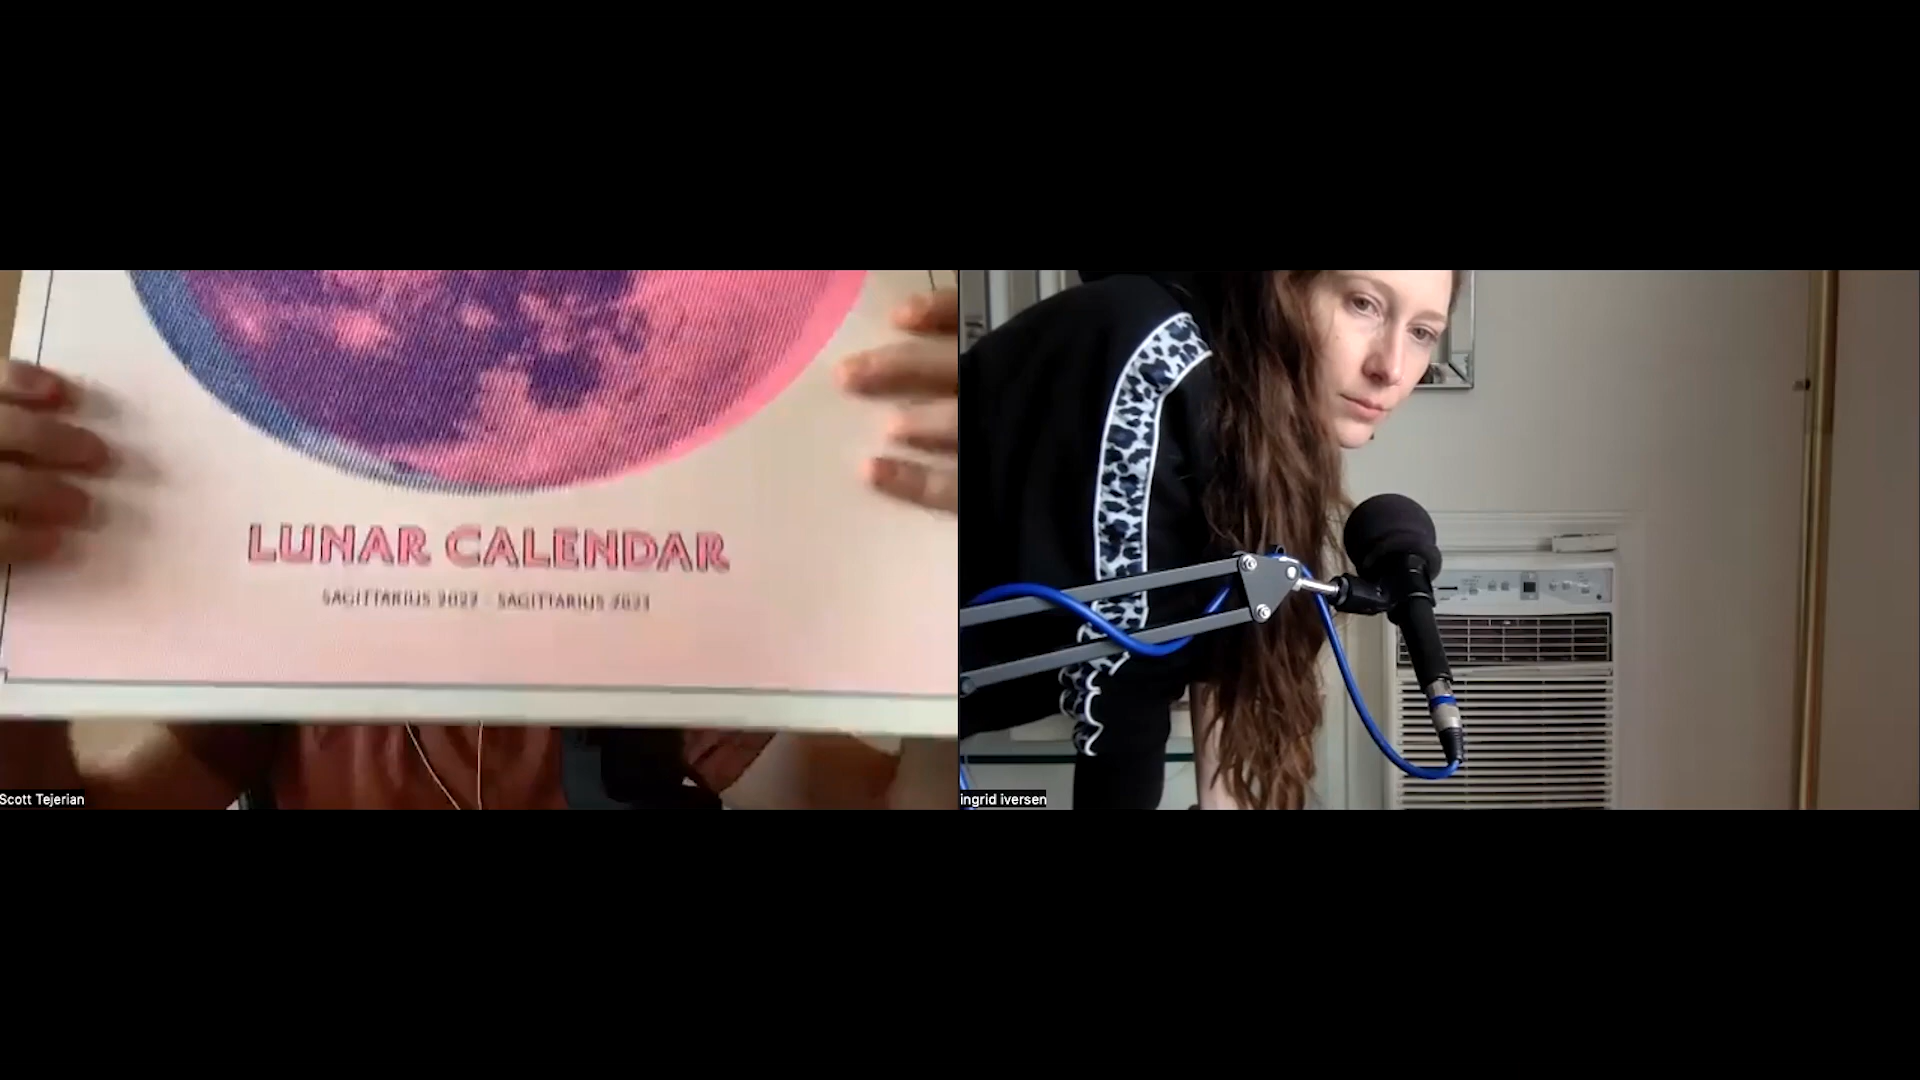 LUNAR CALENDAR
SAGITTARIUS 2022 - SAGITTARIUS 2023
Scott Tejerian
ingrid iversen